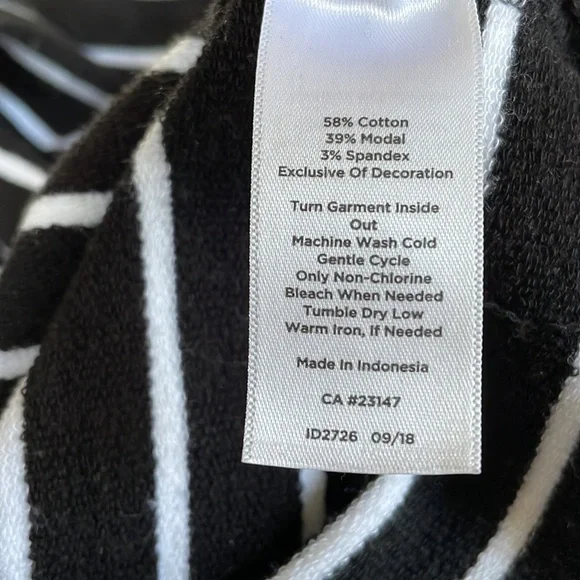 58% Cotton
39% Modal
3% Spandex
Exclusive Of Decoration
Turn Garment Inside
Out
Machine Wash Cold
Gentle Cycle
Only Non-Chlorine
Bleach When Needed
Tumble Dry Low
Warm Iron, If Needed
Made In Indonesia
CA #23147
ID2726 09/18